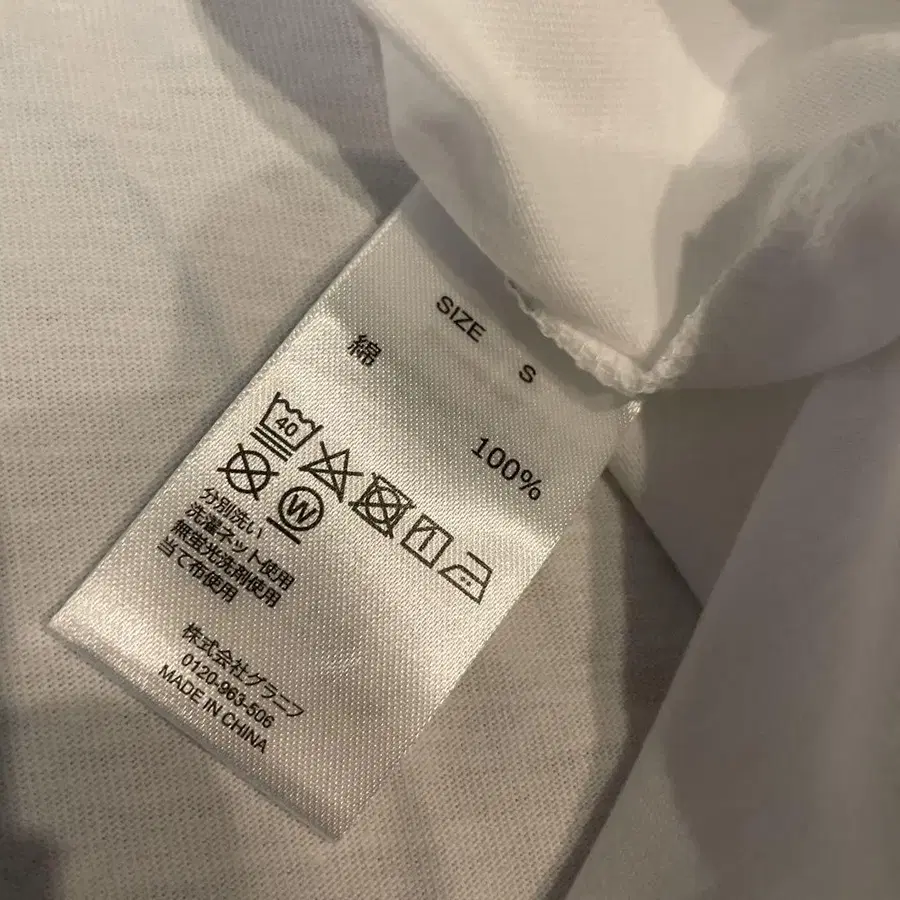 SIZE S
綿 100%
40
W
分別洗い
洗濯ネット使用
無蛍光洗剤使用
当て布使用
株式会社グラニフ
0120-963-506
MADE IN CHINA